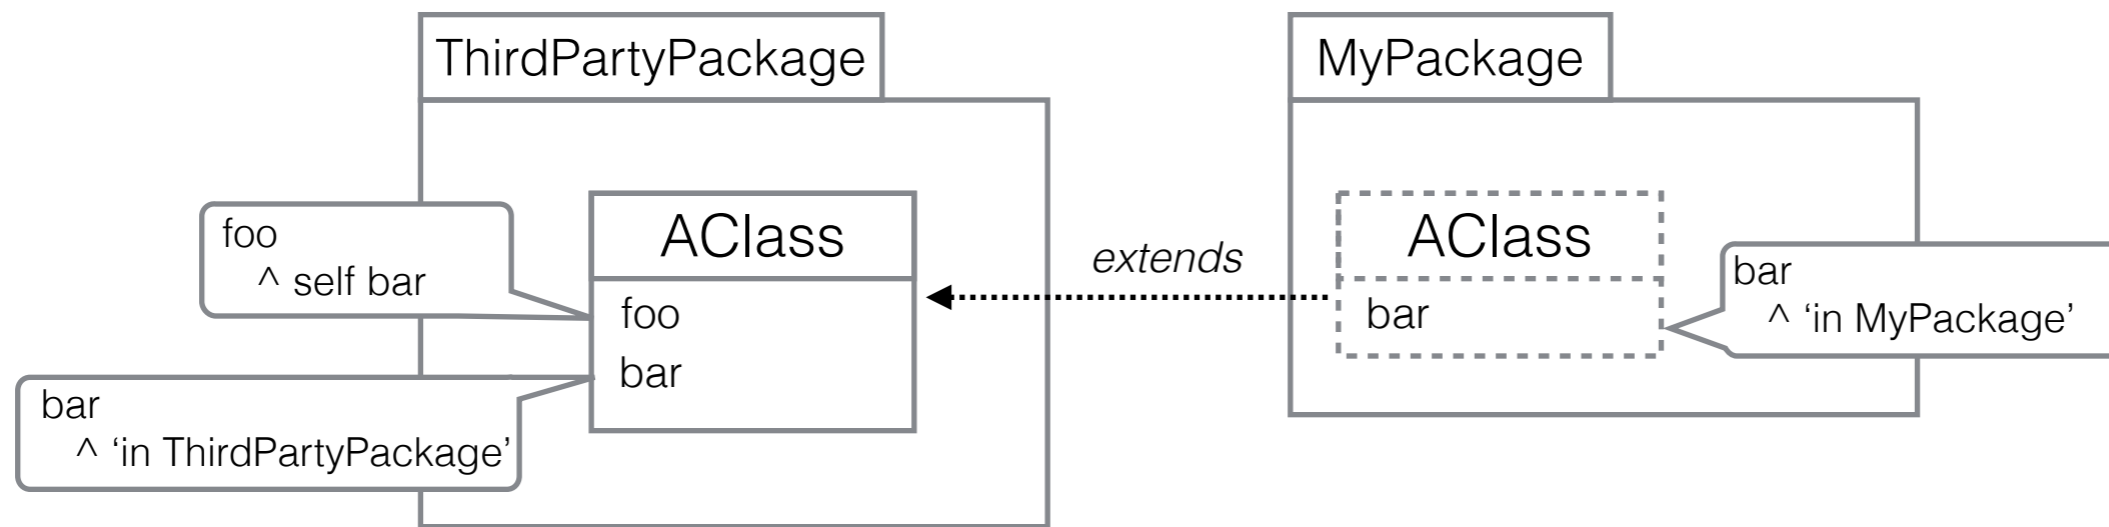 ThirdPartyPackage
MyPackage
foo
^ self bar
AClass
foo
bar
bar
^ ‘in ThirdPartyPackage’
extends
AClass
bar
bar
^ ‘in MyPackage’